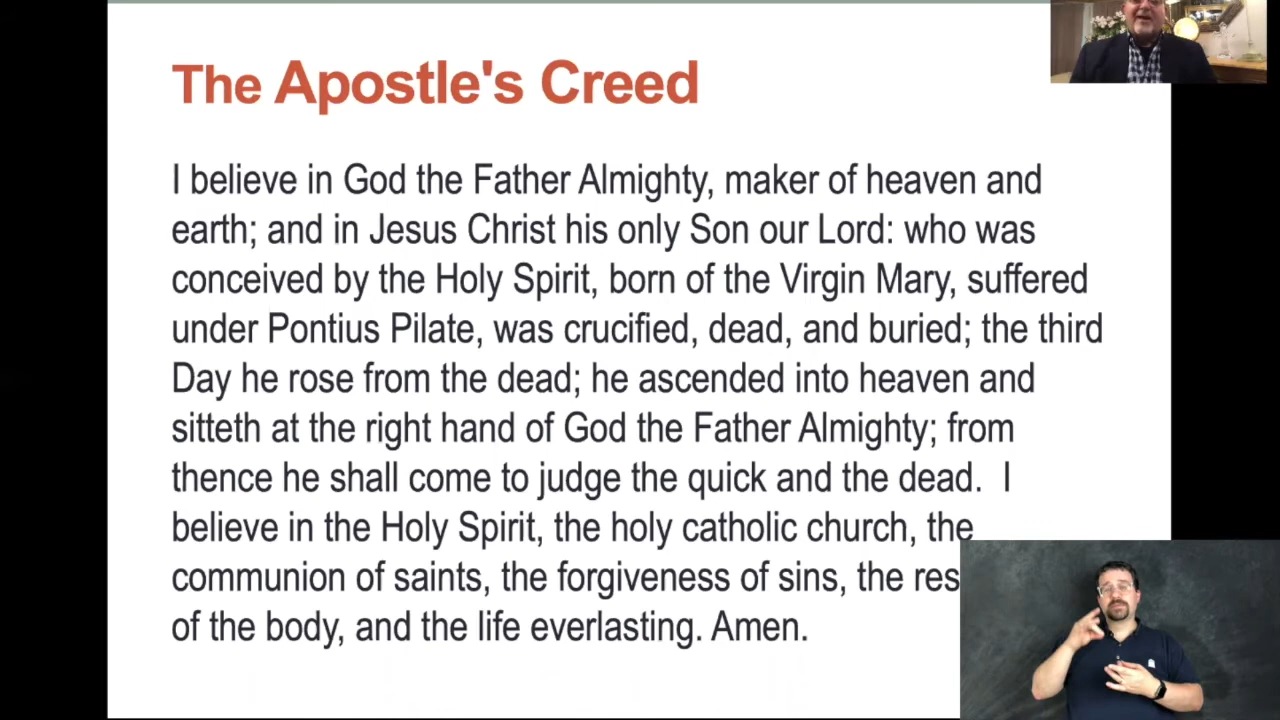 The Apostle's Creed
I believe in God the Father Almighty, maker of heaven and
earth; and in Jesus Christ his only Son our Lord: who was
conceived by the Holy Spirit, born of the Virgin Mary, suffered
under Pontius Pilate, was crucified, dead, and buried; the third
Day he rose from the dead; he ascended into heaven and
sitteth at the right hand of God the Father Almighty; from
thence he shall come to judge the quick and the dead. I
believe in the Holy Spirit, the holy catholic church, the
communion of saints, the forgiveness of sins, the
of the body, and the life everlasting. Amen.